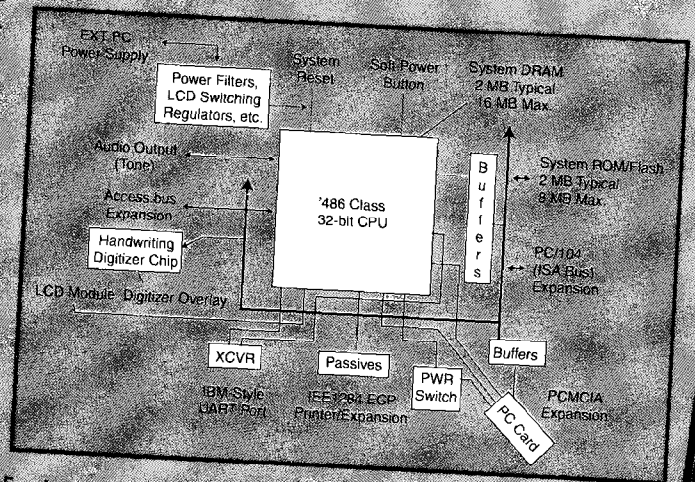 EXT PC
Power Supply
Power Filters,
LCD Switching
Regulators, etc.
System
Reset
Soft Power
Button
System DRAM
2 MB Typical
16 MB Max.
Audio Output
(Tone)
Access.bus
Expansion
Handwriting
Digitizer Chip
LCD Module Digitizer Overlay
'486 Class
32-bit CPU
Buffers
System ROM/Flash
2 MB Typical
8 MB Max.
PC/104
(ISA Bus)
Expansion
XCVR
Passives
PWR
Switch
Buffers
PC Card
IBM Style
UART Port
IEE1284 ECP
Printer/Expansion
PCMCIA
Expansion